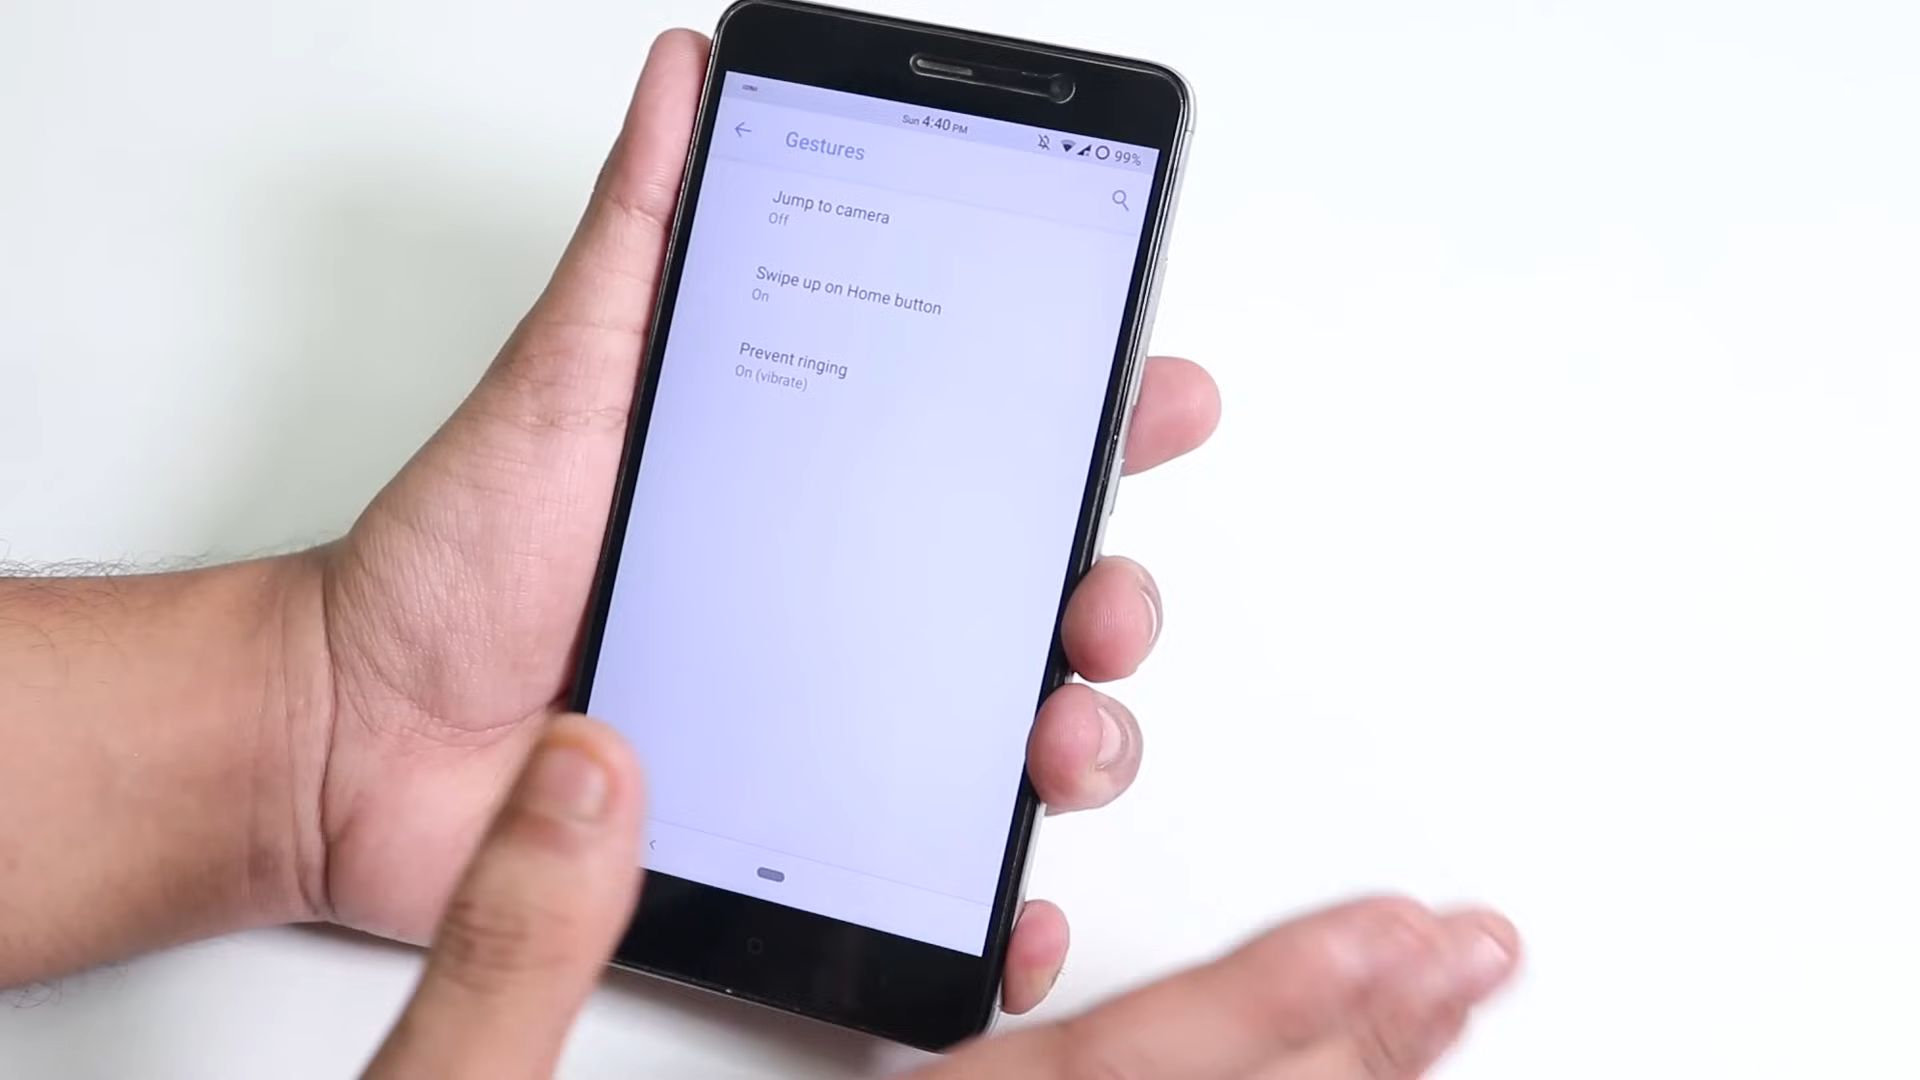 Sun 4:40 PM
99%
Gestures
Jump to camera
Off
Swipe up on Home button
On
Prevent ringing
On (vibrate)